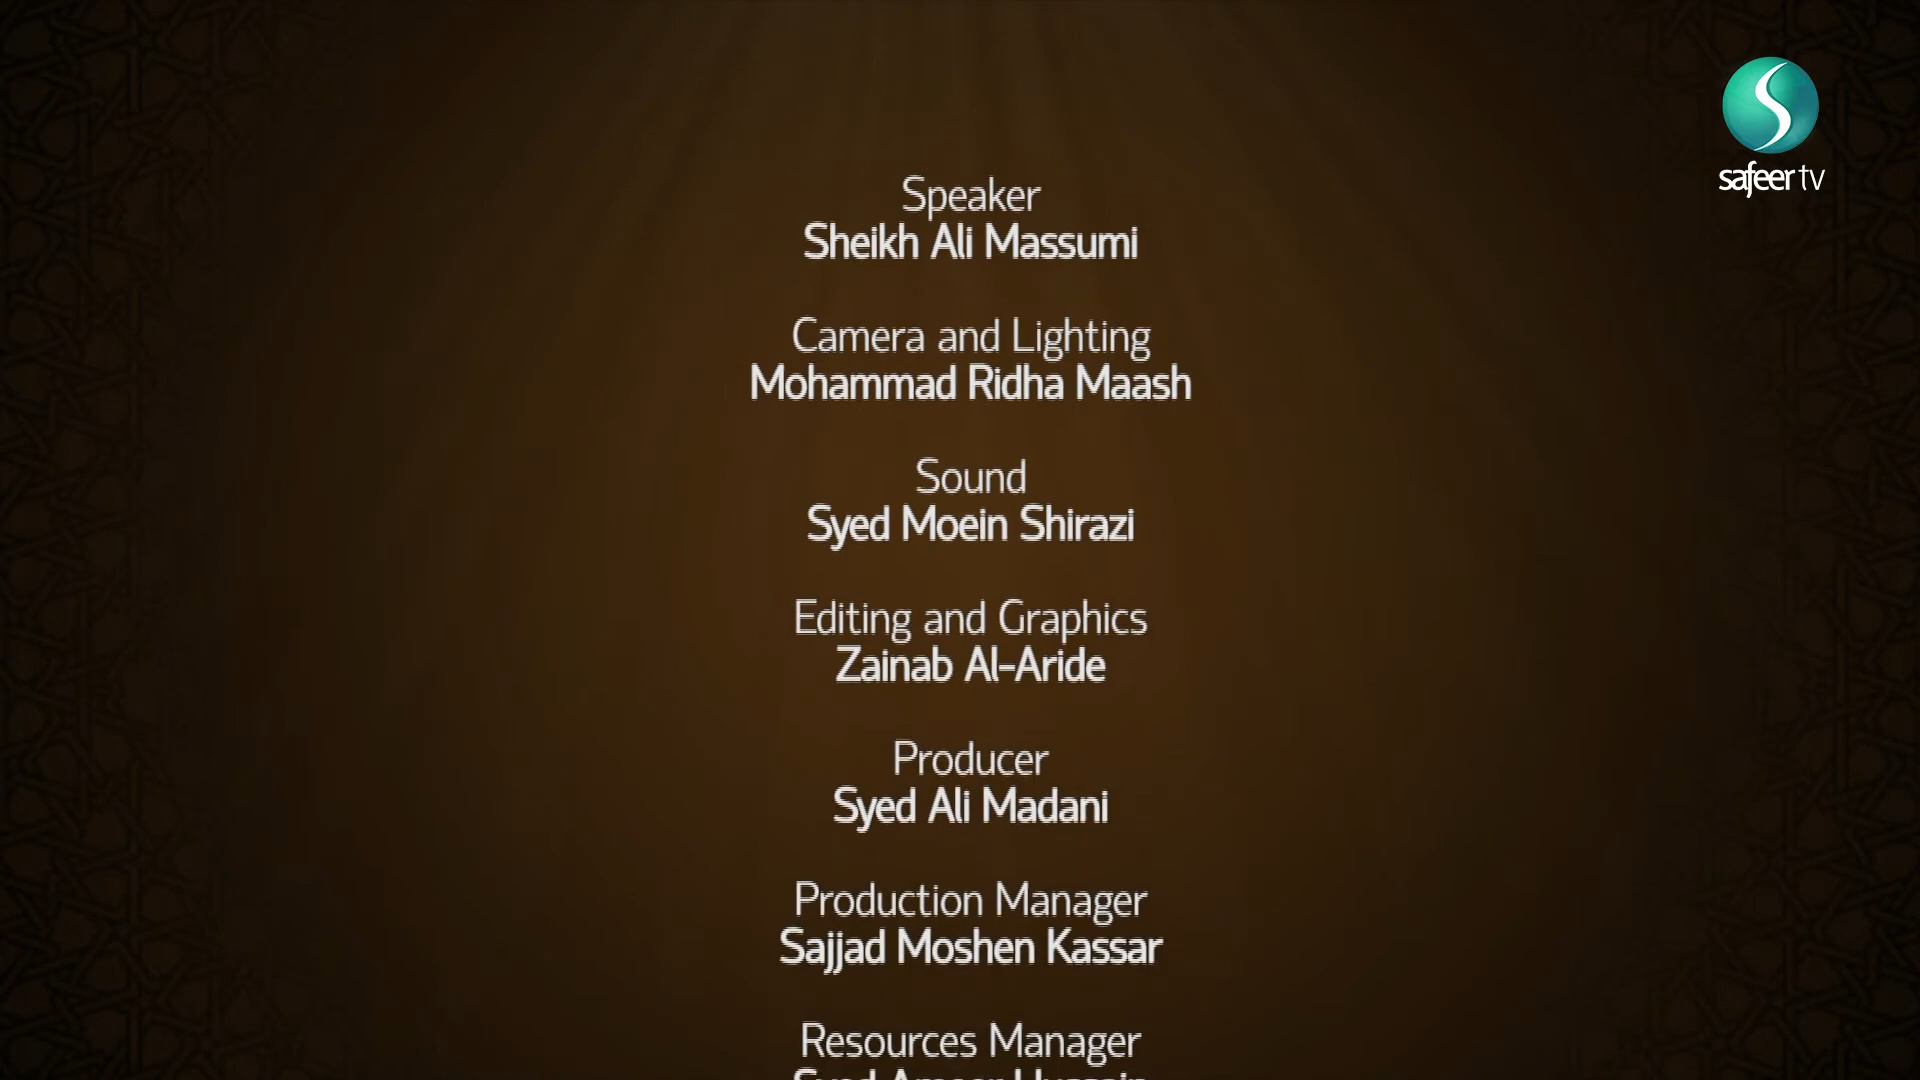 safeer tv
Speaker
Sheikh Ali Massumi
Camera and Lighting
Mohammad Ridha Maash
Sound
Syed Moein Shirazi
Editing and Graphics
Zainab Al-Aride
Producer
Syed Ali Madani
Production Manager
Sajjad Moshen Kassar
Resources Manager